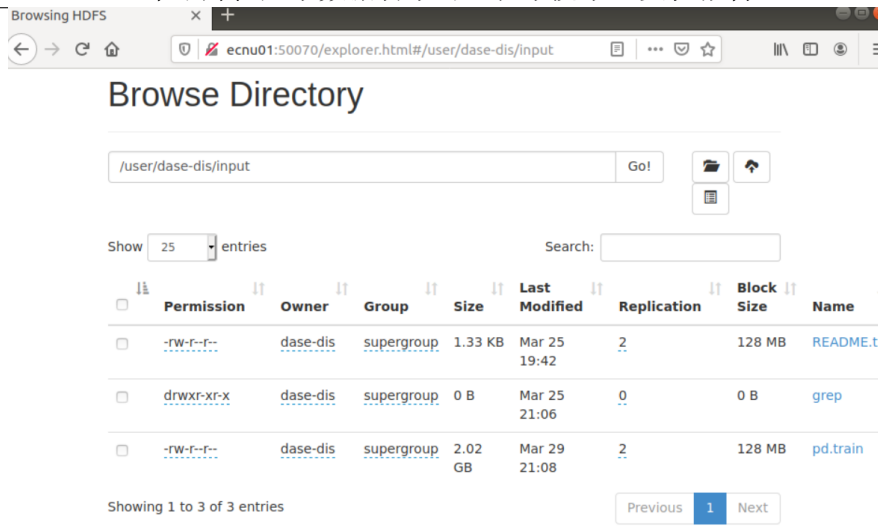 Browsing HDFS
ecnu01:50070/explorer.html#/user/dase-dis/input
Browse Directory
/user/dase-dis/input Go!
Show 25 entries Search:
Permission Owner Group Size Last Modified Replication Block Size Name
-rw-r--r-- dase-dis supergroup 1.33 KB Mar 25 19:42 2 128 MB README.t
drwxr-xr-x dase-dis supergroup 0 B Mar 25 21:06 0 0 B grep
-rw-r--r-- dase-dis supergroup 2.02 GB Mar 29 21:08 2 128 MB pd.train
Showing 1 to 3 of 3 entries Previous 1 Next